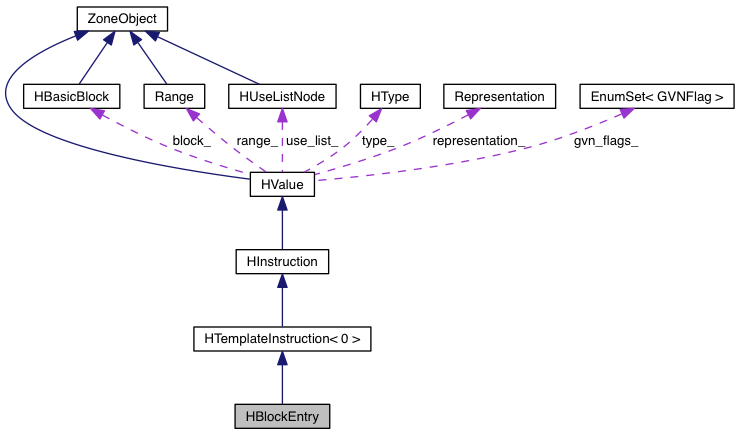 ZoneObject
HBasicBlock
Range
HUseListNode
HType
Representation
EnumSet< GVNFlag >
block_
range_
use_list_
type_
representation_
gvn_flags_
HValue
HInstruction
HTemplateInstruction< 0 >
HBlockEntry